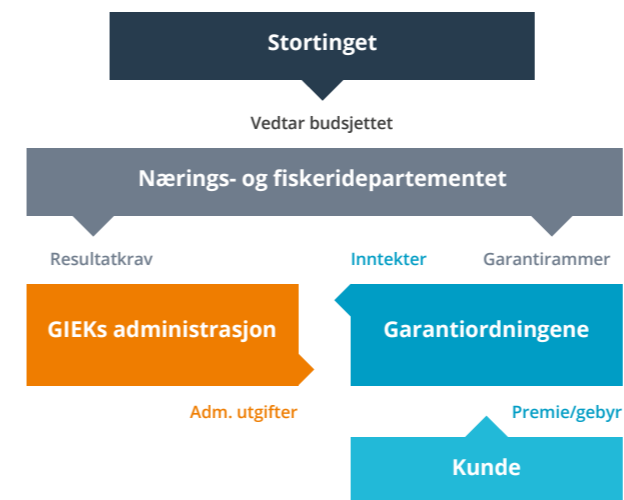 Stortinget
Vedtar budsjettet
Nærings- og fiskeridepartementet
Resultatkrav
Inntekter
Garantirammer
GIEKs administrasjon
Garantiordningene
Adm. utgifter
Premie/gebyr
Kunde